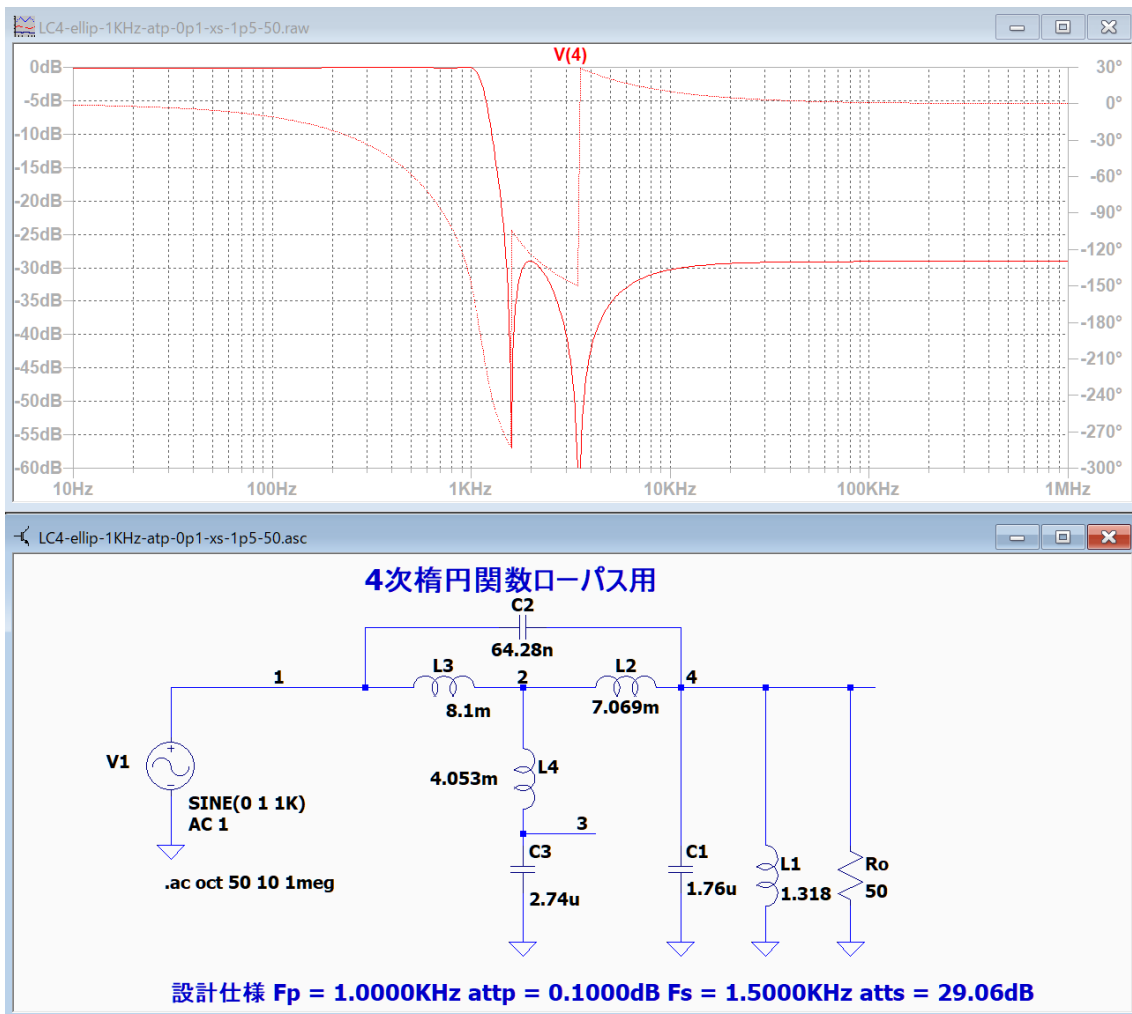 LC4-ellip-1KHz-atp-0p1-xs-1p5-50.raw
V(4)
0dB
-5dB
-10dB
-15dB
-20dB
-25dB
-30dB
-35dB
-40dB
-45dB
-50dB
-55dB
-60dB
30°
0°
-30°
-60°
-90°
-120°
-150°
-180°
-210°
-240°
-270°
-300°
10Hz 100Hz 1KHz 10KHz 100KHz 1MHz
LC4-ellip-1KHz-atp-0p1-xs-1p5-50.asc
4次楕円関数ローパス用
C2
64.28n
1
L3
8.1m
2
L2
7.069m
4
V1
SINE(0 1 1K)
AC 1
L4
4.053m
3
C3
2.74u
C1
1.76u
L1
1.318
Ro
50
.ac oct 50 10 1meg
設計仕様 Fp = 1.0000KHz attp = 0.1000dB Fs = 1.5000KHz atts = 29.06dB